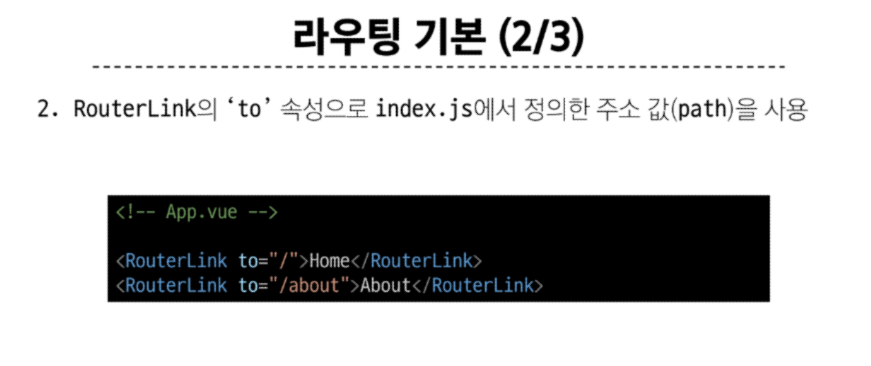 라우팅 기본 (2/3)
2. RouterLink의 ‘to’ 속성으로 index.js에서 정의한 주소 값(path)을 사용
<!-- App.vue -->
<RouterLink to="/">Home</RouterLink>
<RouterLink to="/about">About</RouterLink>